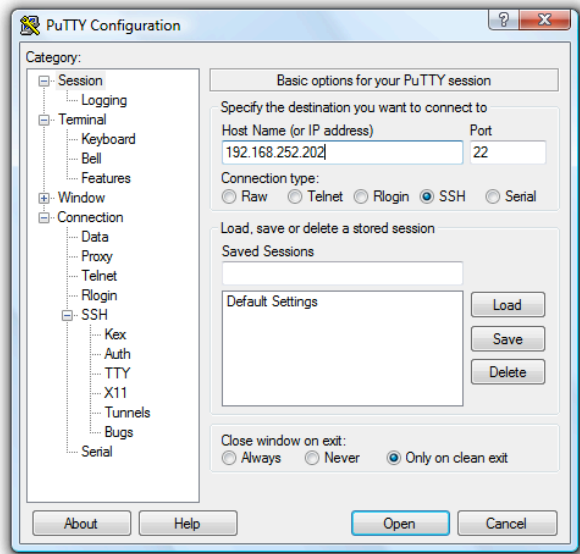 PuTTY Configuration
Category:
Session
Logging
Terminal
Keyboard
Bell
Features
Window
Connection
Data
Proxy
Telnet
Rlogin
SSH
Kex
Auth
TTY
X11
Tunnels
Bugs
Serial
Basic options for your PuTTY session
Specify the destination you want to connect to
Host Name (or IP address) Port
192.168.252.202 22
Connection type:
Raw Telnet Rlogin SSH Serial
Load, save or delete a stored session
Saved Sessions
Default Settings
Load
Save
Delete
Close window on exit:
Always Never Only on clean exit
About Help Open Cancel